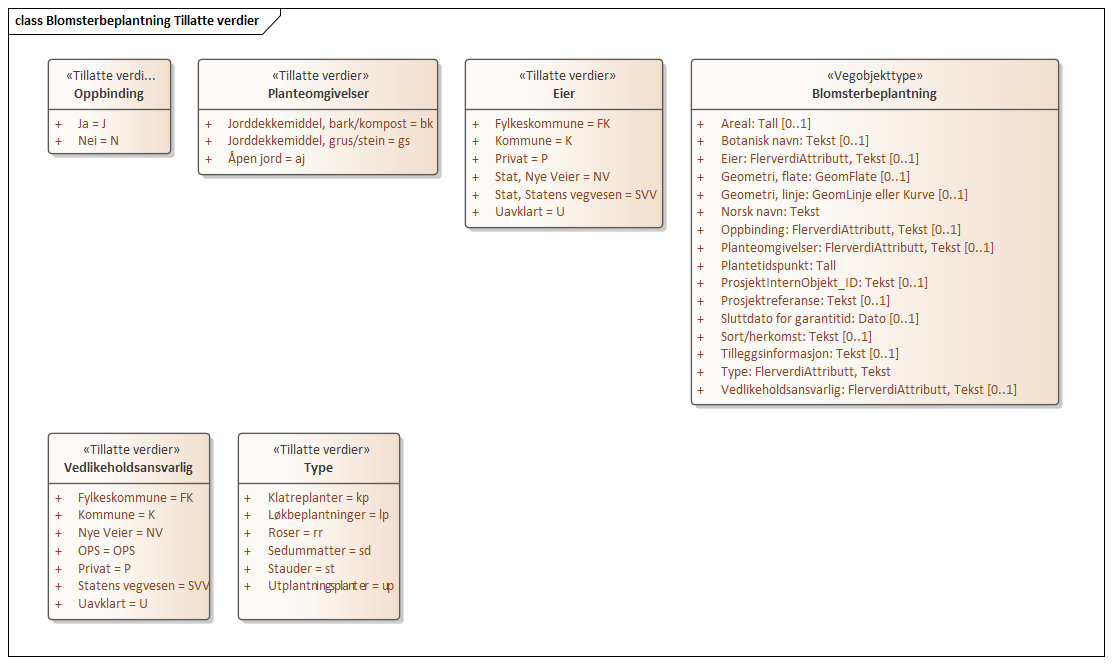 class Blomsterbeplantning Tillatte verdier
«Tillatte verdi...
Oppbinding
+ Ja = J
+ Nei = N
«Tillatte verdier»
Planteomgivelser
+ Jorddekkemiddel, bark/kompost = bk
+ Jorddekkemiddel, grus/stein = gs
+ Åpen jord = aj
«Tillatte verdier»
Eier
+ Fylkeskommune = FK
+ Kommune = K
+ Privat = P
+ Stat, Nye Veier = NV
+ Stat, Statens vegvesen = SVV
+ Uavklart = U
«Vegobjekttype»
Blomsterbeplantning
+ Areal: Tall [0..1]
+ Botanisk navn: Tekst [0..1]
+ Eier: FlerverdiAttributt, Tekst [0..1]
+ Geometri, flate: GeomFlate [0..1]
+ Geometri, linje: GeomLinje eller Kurve [0..1]
+ Norsk navn: Tekst
+ Oppbinding: FlerverdiAttributt, Tekst [0..1]
+ Planteomgivelser: FlerverdiAttributt, Tekst [0..1]
+ Plantetidspunkt: Tall
+ ProsjektInternObjekt_ID: Tekst [0..1]
+ Prosjektreferanse: Tekst [0..1]
+ Sluttdato for garantitid: Dato [0..1]
+ Sort/herkomst: Tekst [0..1]
+ Tilleggsinformasjon: Tekst [0..1]
+ Type: FlerverdiAttributt, Tekst
+ Vedlikeholdsansvarlig: FlerverdiAttributt, Tekst [0..1]
«Tillatte verdier»
Vedlikeholdsansvarlig
+ Fylkeskommune = FK
+ Kommune = K
+ Nye Veier = NV
+ OPS = OPS
+ Privat = P
+ Statens vegvesen = SVV
+ Uavklart = U
«Tillatte verdier»
Type
+ Klatreplanter = kp
+ Løkbeplantninger = lp
+ Roser = rr
+ Sedummatter = sd
+ Stauder = st
+ Utplantningsplanter = up